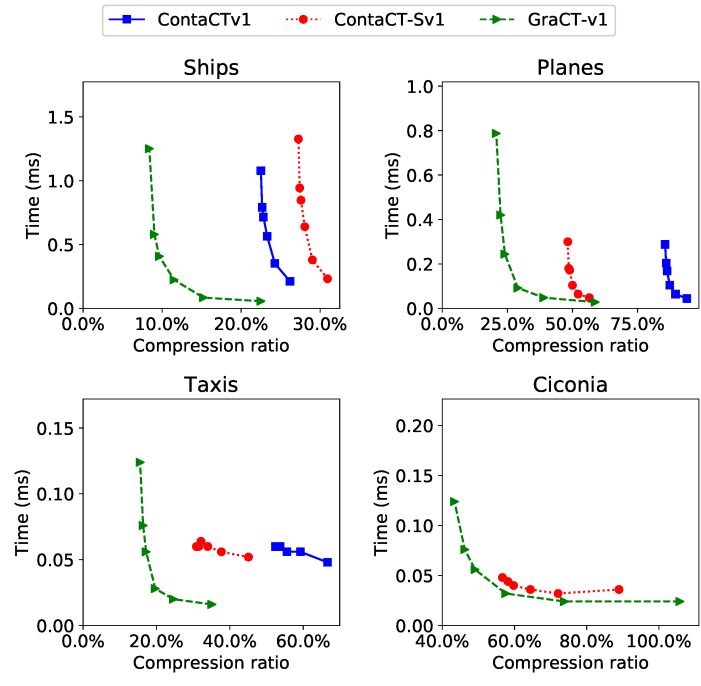 ContaCTv1 ContaCT-Sv1 GraCT-v1
Ships
Time (ms)
1.5
1.0
0.5
0.0
0.0% 10.0% 20.0% 30.0%
Compression ratio
Planes
Time (ms)
1.0
0.8
0.6
0.4
0.2
0.0
0.0% 25.0% 50.0% 75.0%
Compression ratio
Taxis
Time (ms)
0.15
0.10
0.05
0.00
0.0% 20.0% 40.0% 60.0%
Compression ratio
Ciconia
Time (ms)
0.20
0.15
0.10
0.05
0.00
40.0% 60.0% 80.0% 100.0%
Compression ratio